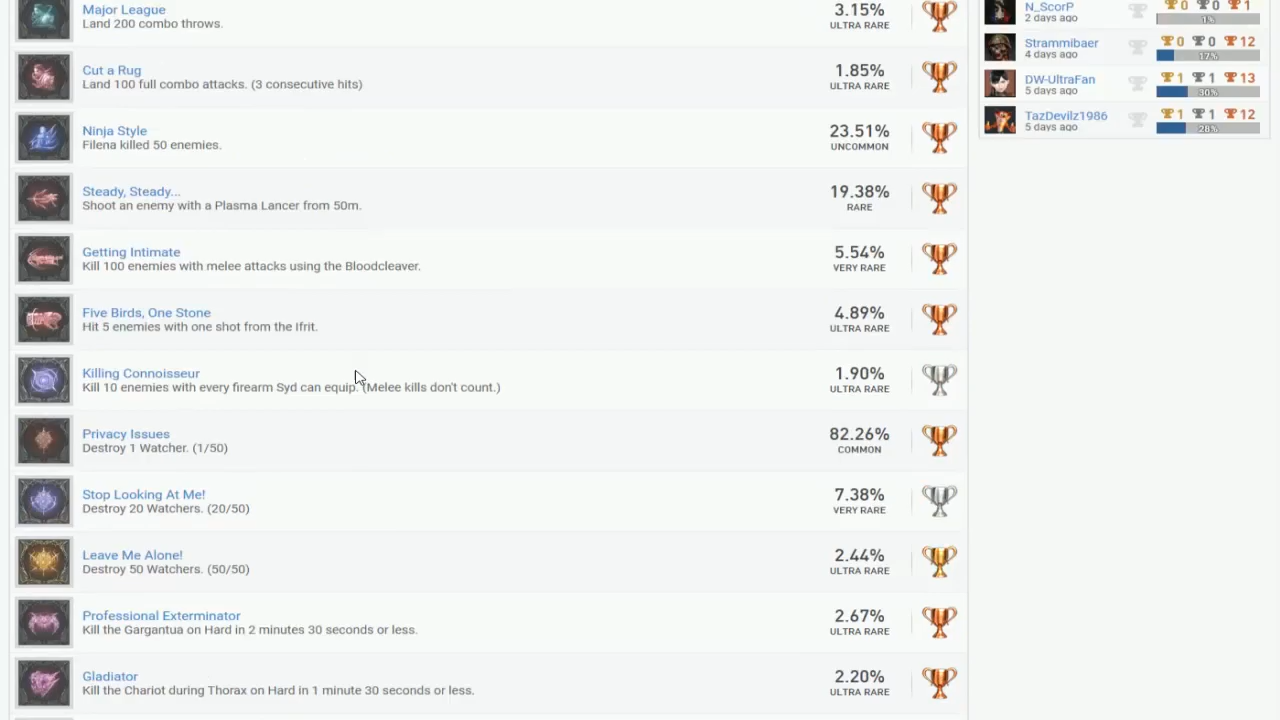 Major League
Land 200 combo throws.
3.15%
ULTRA RARE
Cut a Rug
Land 100 full combo attacks. (3 consecutive hits)
1.85%
ULTRA RARE
Ninja Style
Filena killed 50 enemies.
23.51%
UNCOMMON
Steady, Steady...
Shoot an enemy with a Plasma Lancer from 50m.
19.38%
RARE
Getting Intimate
Kill 100 enemies with melee attacks using the Bloodcleaver.
5.54%
VERY RARE
Five Birds, One Stone
Hit 5 enemies with one shot from the Ifrit.
4.89%
ULTRA RARE
Killing Connoisseur
Kill 10 enemies with every firearm Syd can equip. (Melee kills don't count.)
1.90%
ULTRA RARE
Privacy Issues
Destroy 1 Watcher. (1/50)
82.26%
COMMON
Stop Looking At Me!
Destroy 20 Watchers. (20/50)
7.38%
VERY RARE
Leave Me Alone!
Destroy 50 Watchers. (50/50)
2.44%
ULTRA RARE
Professional Exterminator
Kill the Gargantua on Hard in 2 minutes 30 seconds or less.
2.67%
ULTRA RARE
Gladiator
Kill the Chariot during Thorax on Hard in 1 minute 30 seconds or less.
2.20%
ULTRA RARE
N_ScorP
2 days ago
0 0 1
1%
Strammibaer
4 days ago
0 0 12
17%
DW-UltraFan
5 days ago
1 1 13
30%
TazDevilz1986
5 days ago
1 1 12
28%